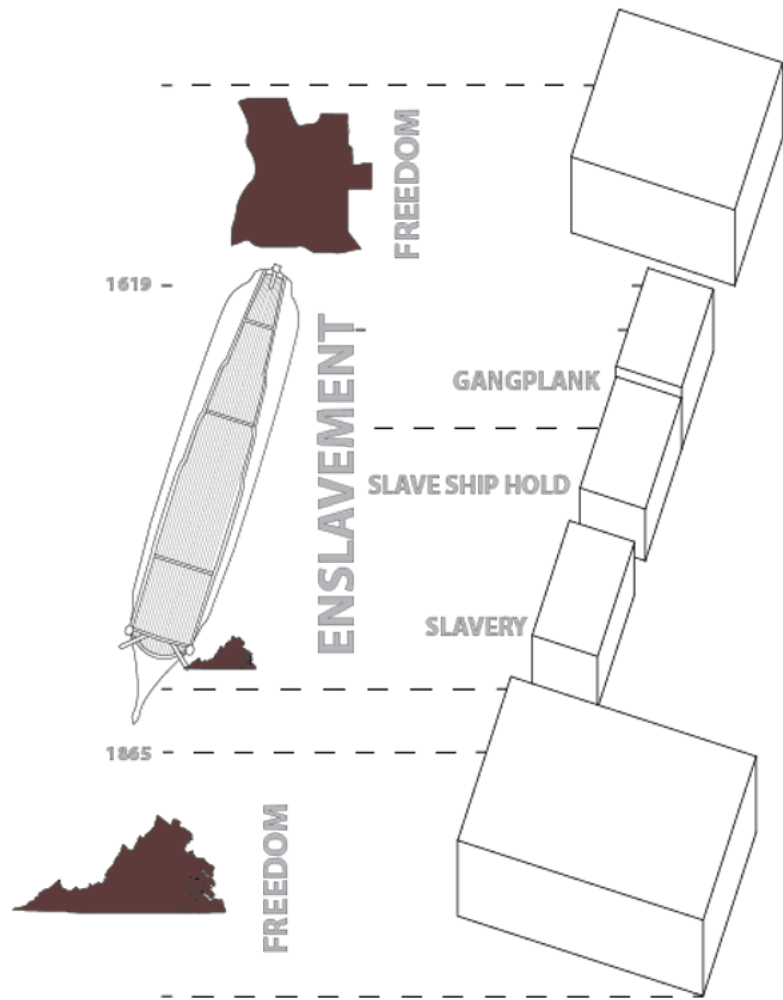 FREEDOM
1619
ENSLAVEMENT
GANGPLANK
SLAVE SHIP HOLD
SLAVERY
1865
FREEDOM